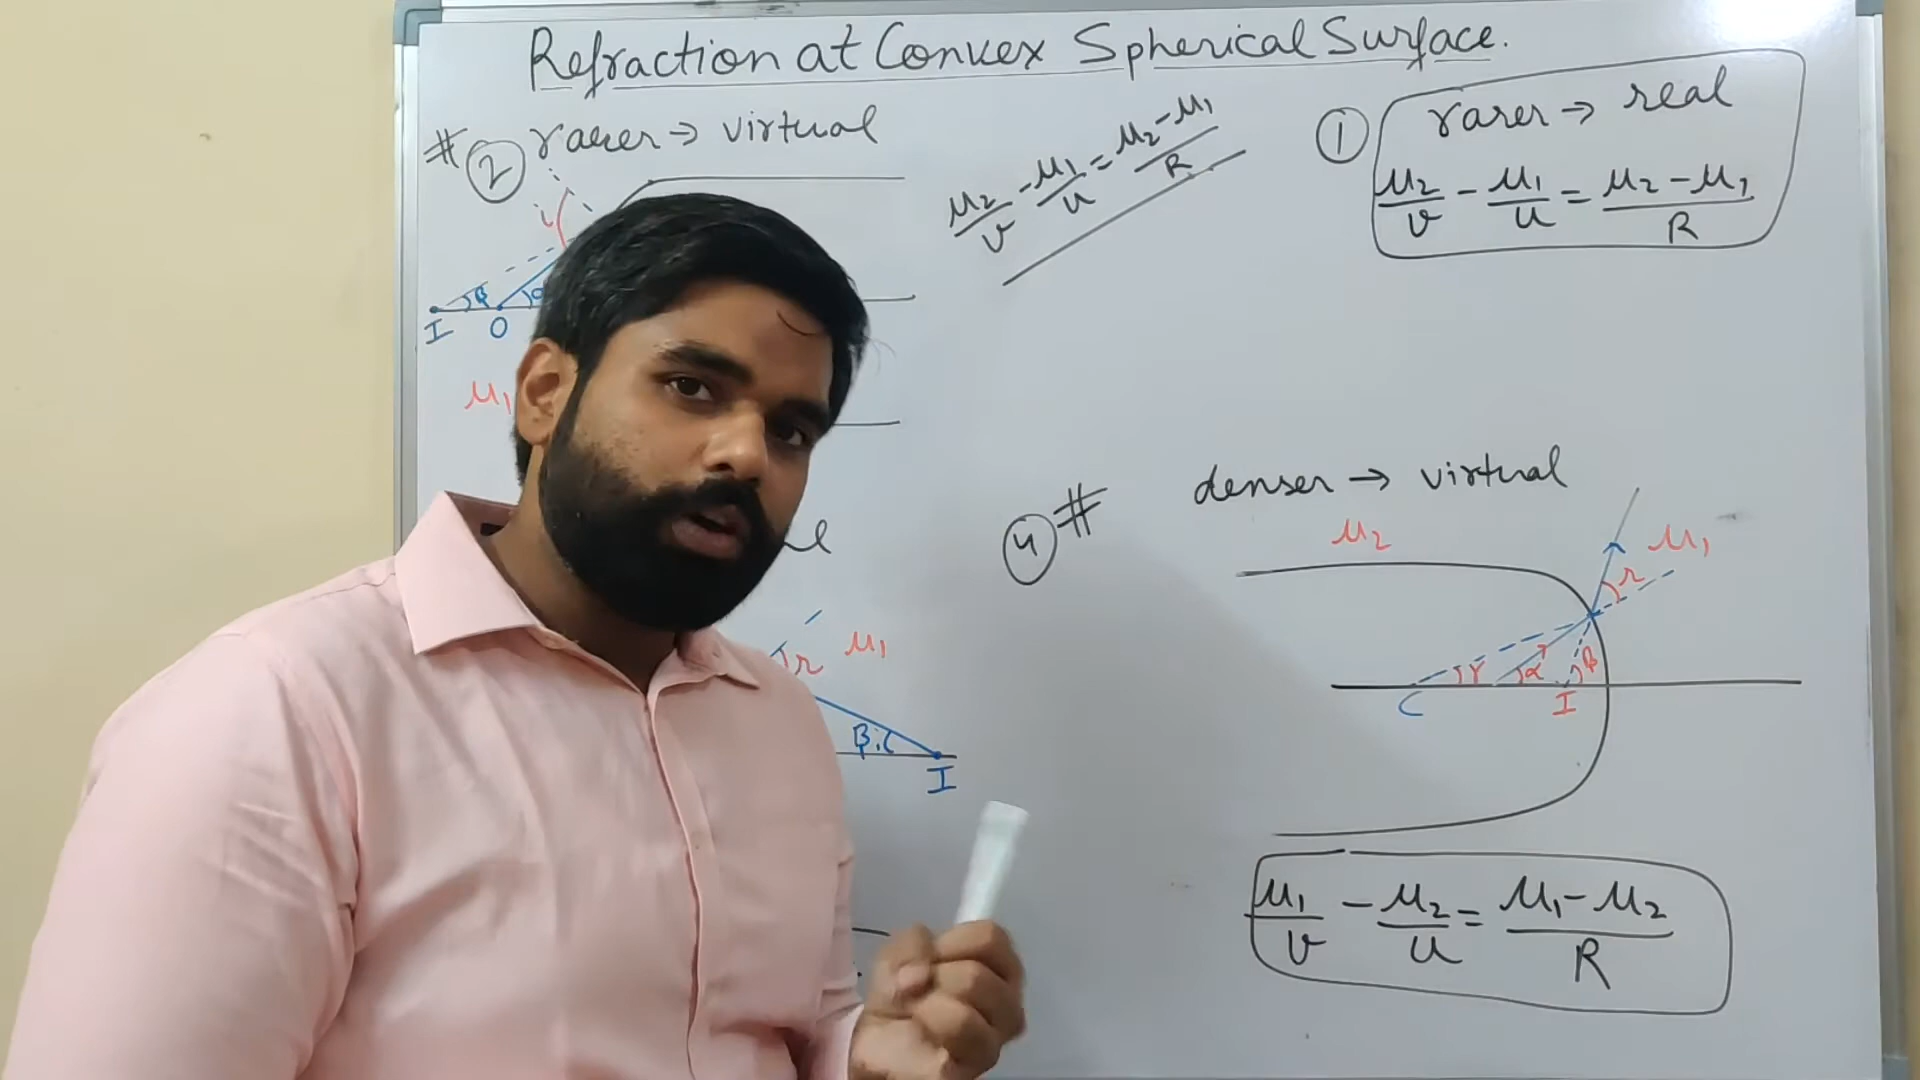 Refraction at Convex Spherical Surface.
# ② rarer → virtual
μ₂/v - μ₁/u = μ₂-μ₁/R
① rarer → real
μ₂/v - μ₁/u = μ₂-μ₁/R
i
β α
I O
μ₁
④ # denser → virtual
μ₂ μ₁
r
γ α β
C I
r μ₁
β i
I
μ₁/v - μ₂/u = μ₁-μ₂/R